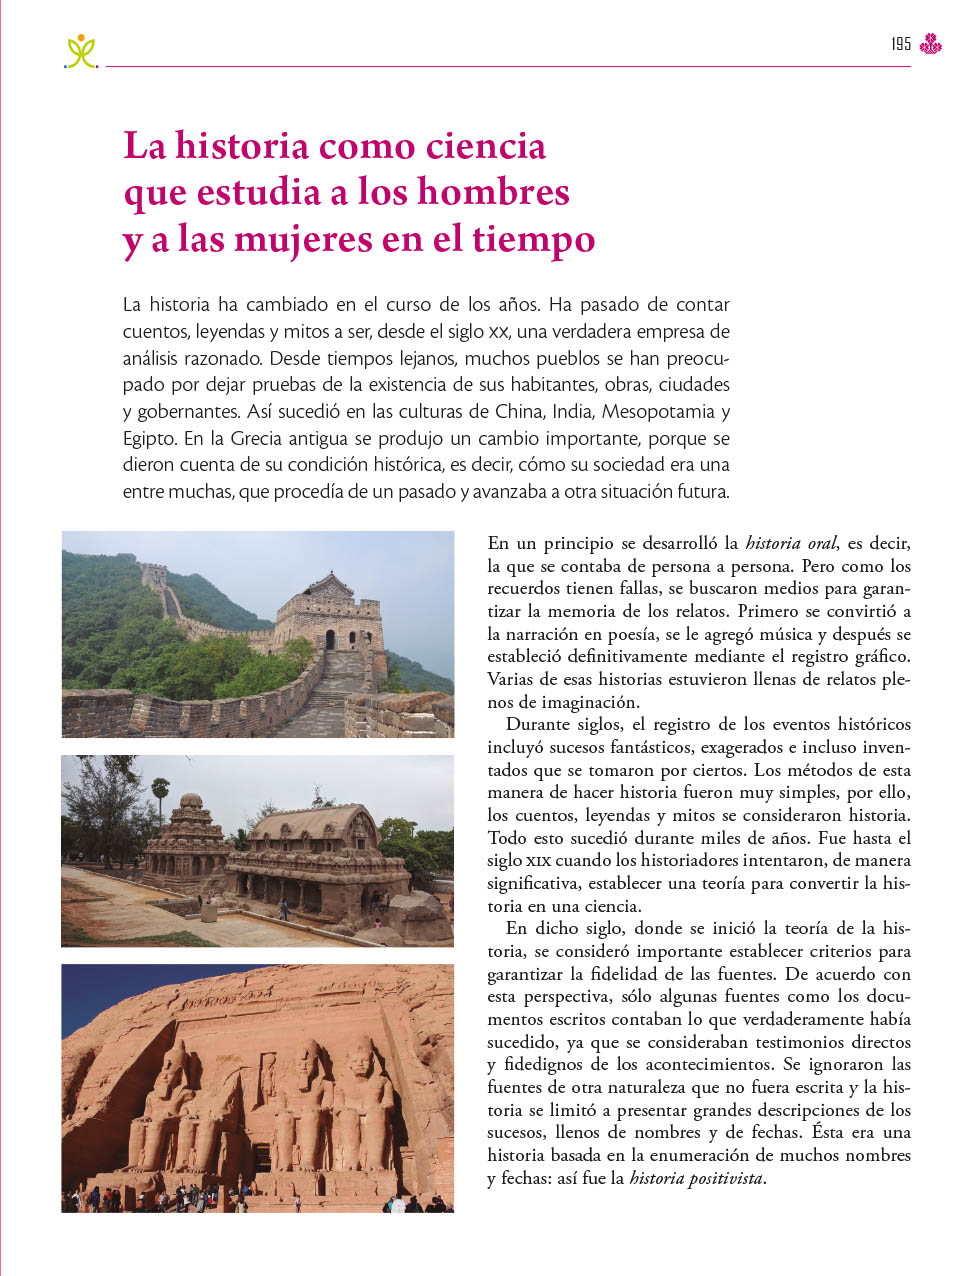 195
La historia como ciencia
que estudia a los hombres
y a las mujeres en el tiempo
La historia ha cambiado en el curso de los años. Ha pasado de contar
cuentos, leyendas y mitos a ser, desde el siglo XX, una verdadera empresa de
análisis razonado. Desde tiempos lejanos, muchos pueblos se han preocu-
pado por dejar pruebas de la existencia de sus habitantes, obras, ciudades
y gobernantes. Así sucedió en las culturas de China, India, Mesopotamia y
Egipto. En la Grecia antigua se produjo un cambio importante, porque se
dieron cuenta de su condición histórica, es decir, cómo su sociedad era una
entre muchas, que procedía de un pasado y avanzaba a otra situación futura.
En un principio se desarrolló la historia oral, es decir,
la que se contaba de persona a persona. Pero como los
recuerdos tienen fallas, se buscaron medios para garan-
tizar la memoria de los relatos. Primero se convirtió a
la narración en poesía, se le agregó música y después se
estableció definitivamente mediante el registro gráfico.
Varias de esas historias estuvieron llenas de relatos ple-
nos de imaginación.
Durante siglos, el registro de los eventos históricos
incluyó sucesos fantásticos, exagerados e incluso inven-
tados que se tomaron por ciertos. Los métodos de esta
manera de hacer historia fueron muy simples, por ello,
los cuentos, leyendas y mitos se consideraron historia.
Todo esto sucedió durante miles de años. Fue hasta el
siglo XIX cuando los historiadores intentaron, de manera
significativa, establecer una teoría para convertir la his-
toria en una ciencia.
En dicho siglo, donde se inició la teoría de la his-
toria, se consideró importante establecer criterios para
garantizar la fidelidad de las fuentes. De acuerdo con
esta perspectiva, sólo algunas fuentes como los docu-
mentos escritos contaban lo que verdaderamente había
sucedido, ya que se consideraban testimonios directos
y fidedignos de los acontecimientos. Se ignoraron las
fuentes de otra naturaleza que no fuera escrita y la his-
toria se limitó a presentar grandes descripciones de los
sucesos, llenos de nombres y de fechas. Ésta era una
historia basada en la enumeración de muchos nombres
y fechas: así fue la historia positivista.